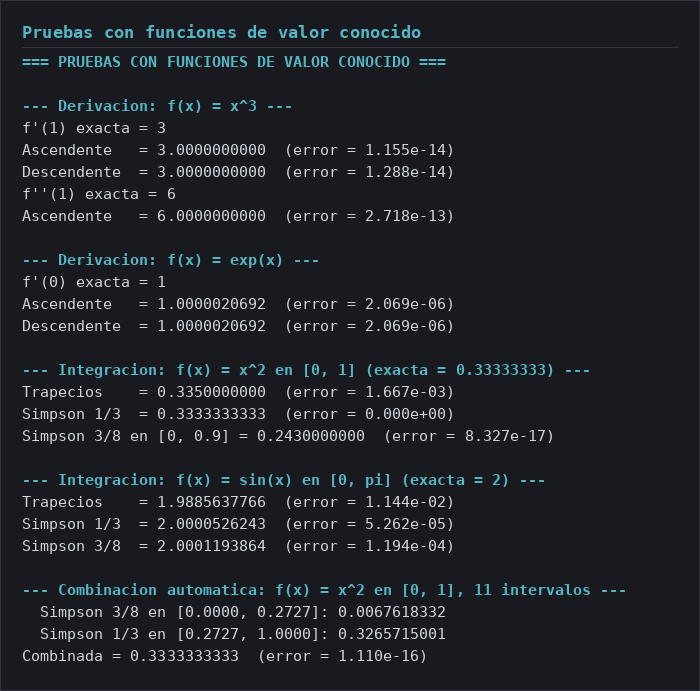 Pruebas con funciones de valor conocido
=== PRUEBAS CON FUNCIONES DE VALOR CONOCIDO ===
--- Derivacion: f(x) = x^3 ---
f'(1) exacta = 3
Ascendente   = 3.0000000000  (error = 1.155e-14)
Descendente  = 3.0000000000  (error = 1.288e-14)
f''(1) exacta = 6
Ascendente   = 6.0000000000  (error = 2.718e-13)
--- Derivacion: f(x) = exp(x) ---
f'(0) exacta = 1
Ascendente   = 1.0000020692  (error = 2.069e-06)
Descendente  = 1.0000020692  (error = 2.069e-06)
--- Integracion: f(x) = x^2 en [0, 1] (exacta = 0.33333333) ---
Trapecios    = 0.3350000000  (error = 1.667e-03)
Simpson 1/3  = 0.3333333333  (error = 0.000e+00)
Simpson 3/8 en [0, 0.9] = 0.2430000000  (error = 8.327e-17)
--- Integracion: f(x) = sin(x) en [0, pi] (exacta = 2) ---
Trapecios    = 1.9885637766  (error = 1.144e-02)
Simpson 1/3  = 2.0000526243  (error = 5.262e-05)
Simpson 3/8  = 2.0001193864  (error = 1.194e-04)
--- Combinacion automatica: f(x) = x^2 en [0, 1], 11 intervalos ---
  Simpson 3/8 en [0.0000, 0.2727]: 0.0067618332
  Simpson 1/3 en [0.2727, 1.0000]: 0.3265715001
Combinada = 0.3333333333  (error = 1.110e-16)